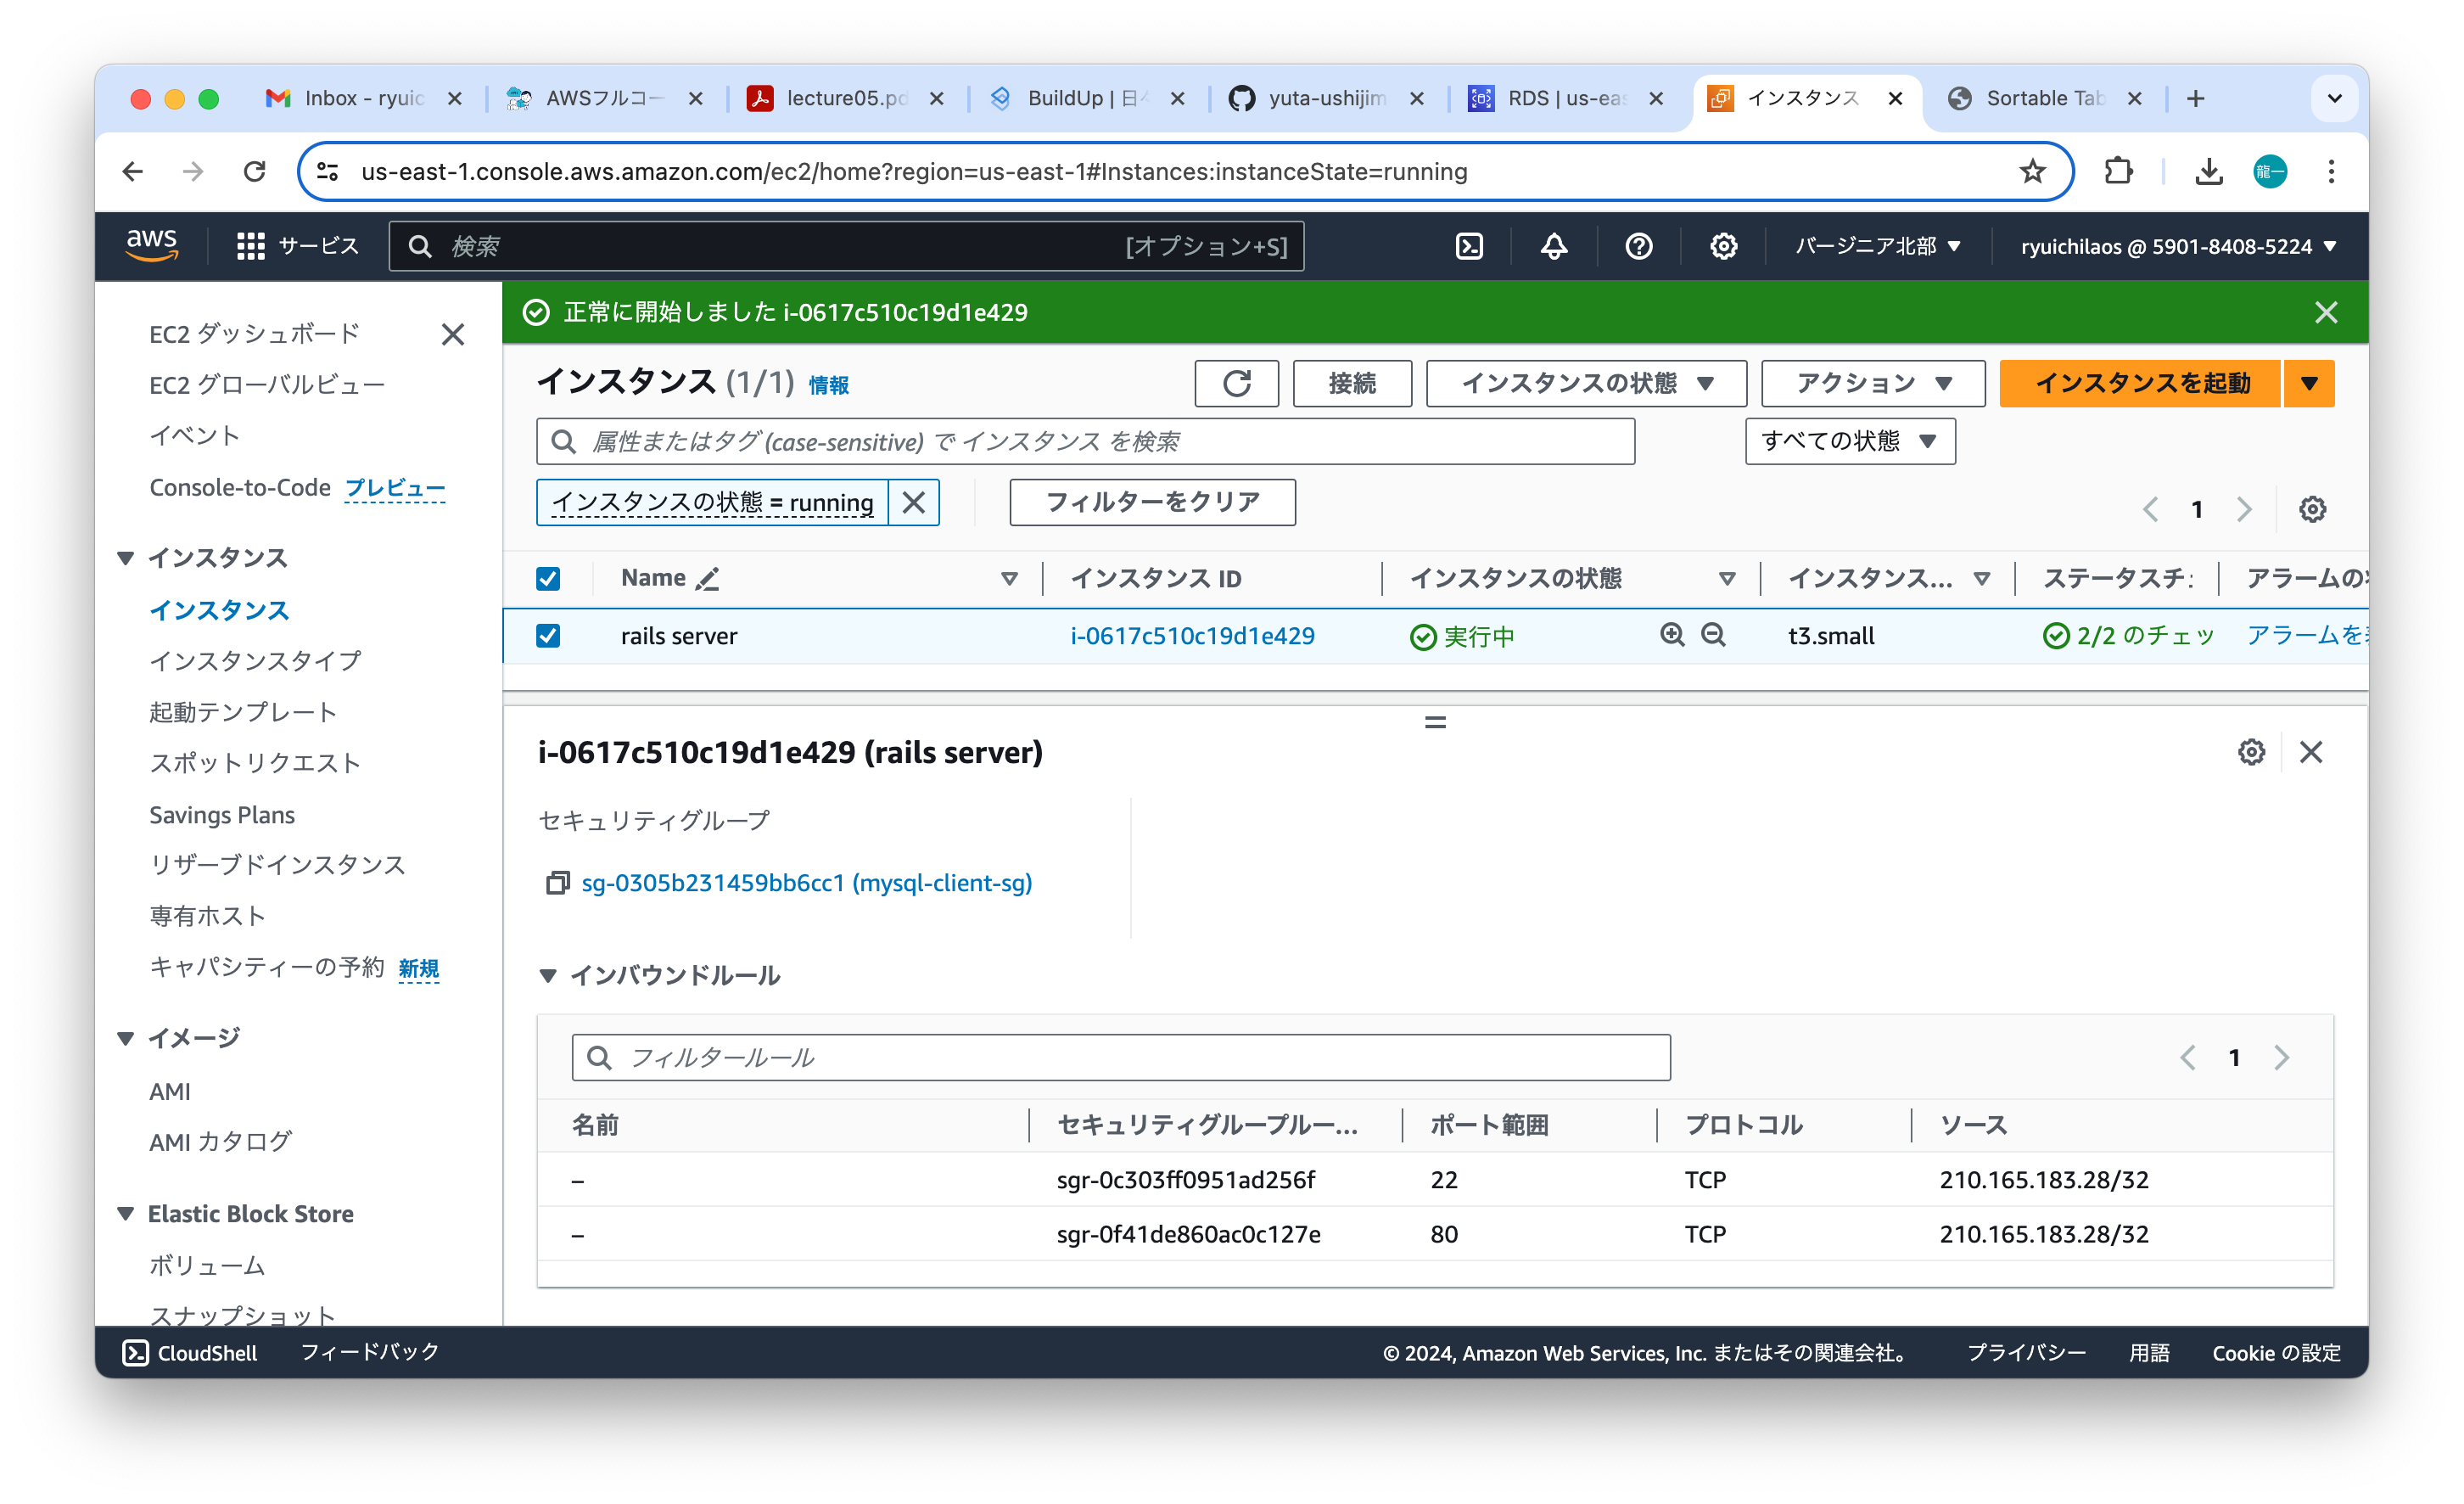 Inbox - ryuic
AWSフルコー
lecture05.pd
BuildUp | 日々
yuta-ushijim
RDS | us-eas
インスタンス
Sortable Tab
us-east-1.console.aws.amazon.com/ec2/home?region=us-east-1#Instances:instanceState=running
龍一
aws
サービス
検索
[オプション+S]
バージニア北部
ryuichilaos @ 5901-8408-5224
EC2 ダッシュボード
EC2 グローバルビュー
イベント
Console-to-Code プレビュー
インスタンス
インスタンス
インスタンスタイプ
起動テンプレート
スポットリクエスト
Savings Plans
リザーブドインスタンス
専有ホスト
キャパシティーの予約 新規
イメージ
AMI
AMI カタログ
Elastic Block Store
ボリューム
スナップショット
正常に開始しました i-0617c510c19d1e429
インスタンス (1/1) 情報
接続
インスタンスの状態
アクション
インスタンスを起動
属性またはタグ (case-sensitive) で インスタンス を検索
すべての状態
インスタンスの状態 = running
フィルターをクリア
1
Name
インスタンス ID
インスタンスの状態
インスタンス...
ステータスチ
アラームの
rails server
i-0617c510c19d1e429
実行中
t3.small
2/2 のチェッ
アラームを
i-0617c510c19d1e429 (rails server)
セキュリティグループ
sg-0305b231459bb6cc1 (mysql-client-sg)
インバウンドルール
フィルタールール
1
名前
セキュリティグループルー...
ポート範囲
プロトコル
ソース
–
sgr-0c303ff0951ad256f
22
TCP
210.165.183.28/32
–
sgr-0f41de860ac0c127e
80
TCP
210.165.183.28/32
CloudShell
フィードバック
© 2024, Amazon Web Services, Inc. またはその関連会社。
プライバシー
用語
Cookie の設定